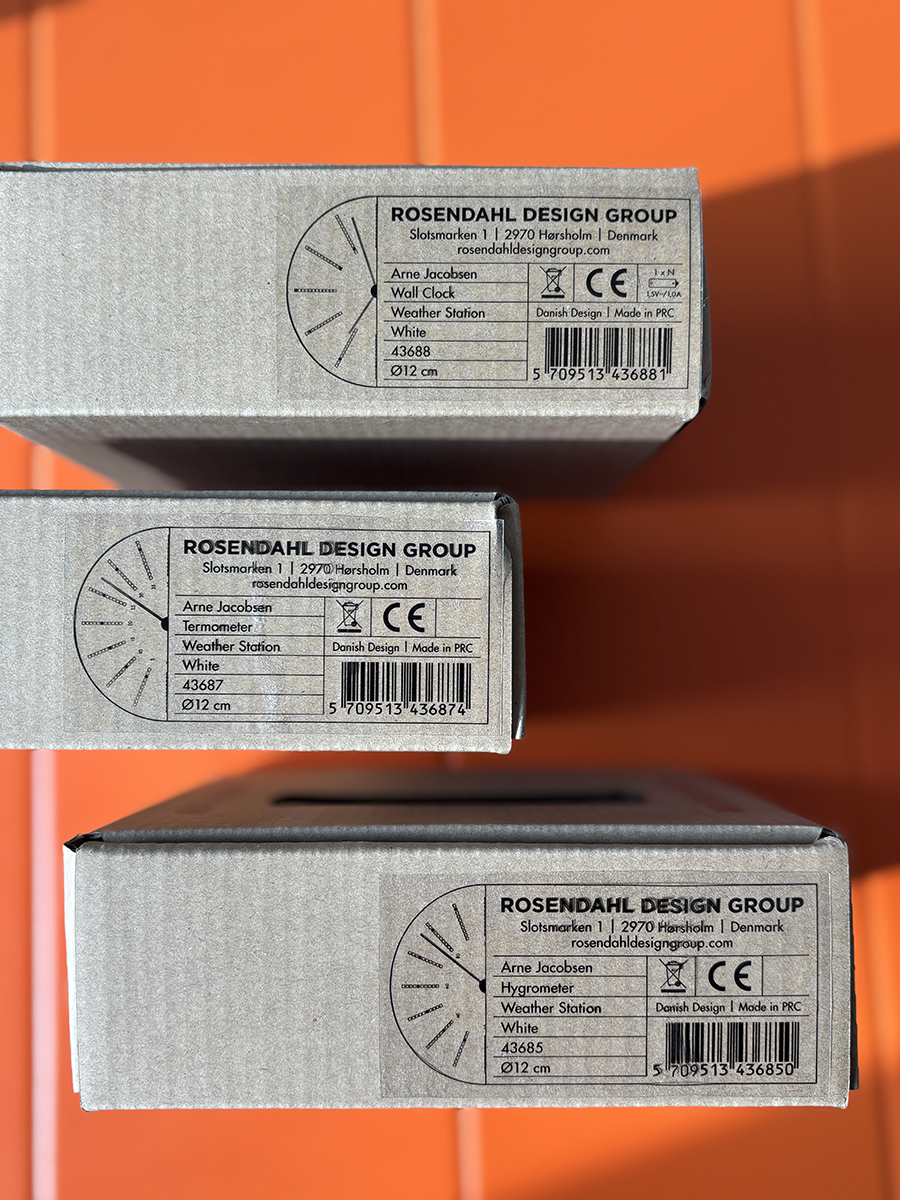 ROSENDAHL DESIGN GROUP
Slotsmarken 1 | 2970 Hørsholm | Denmark
rosendahldesigngroup.com
Arne Jacobsen
Wall Clock
Weather Station
White
43688
Ø12 cm
CE
1 x N
1,5V⎓/1,0A
Danish Design | Made in PRC
5 709513 436881
ROSENDAHL DESIGN GROUP
Slotsmarken 1 | 2970 Hørsholm | Denmark
rosendahldesigngroup.com
Arne Jacobsen
Termometer
Weather Station
White
43687
Ø12 cm
CE
Danish Design | Made in PRC
5 709513 436874
ROSENDAHL DESIGN GROUP
Slotsmarken 1 | 2970 Hørsholm | Denmark
rosendahldesigngroup.com
Arne Jacobsen
Hygrometer
Weather Station
White
43685
Ø12 cm
CE
Danish Design | Made in PRC
5 709513 436850